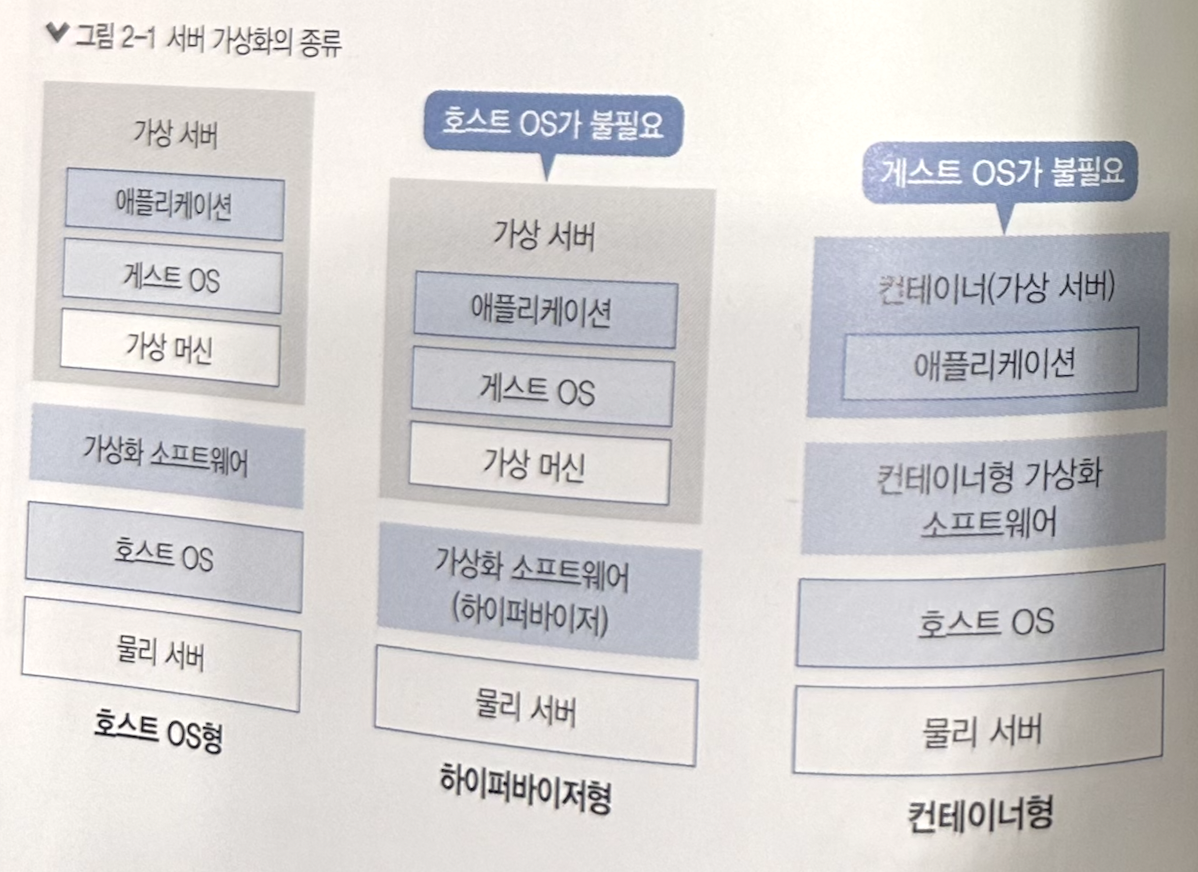 그림 2-1 서버 가상화의 종류
가상 서버
애플리케이션
게스트 OS
가상 머신
가상화 소프트웨어
호스트 OS
물리 서버
호스트 OS형
호스트 OS가 불필요
가상 서버
애플리케이션
게스트 OS
가상 머신
가상화 소프트웨어
(하이퍼바이저)
물리 서버
하이퍼바이저형
게스트 OS가 불필요
컨테이너(가상 서버)
애플리케이션
컨테이너형 가상화
소프트웨어
호스트 OS
물리 서버
컨테이너형